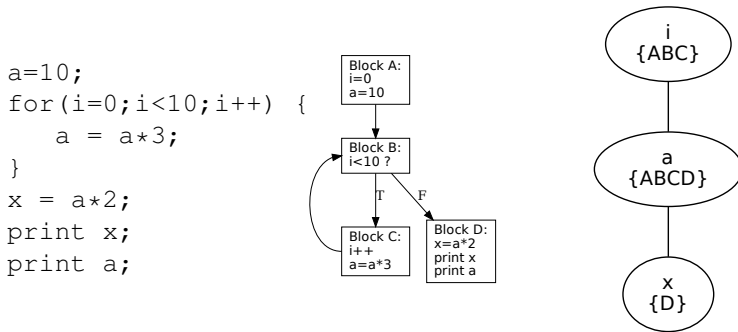 a=10;
for(i=0;i<10;i++) {
   a = a*3;
}
x = a*2;
print x;
print a;
Block A:
i=0
a=10
Block B:
i<10 ?
T
F
Block C:
i++
a=a*3
Block D:
x=a*2
print x
print a
i
{ABC}
a
{ABCD}
x
{D}